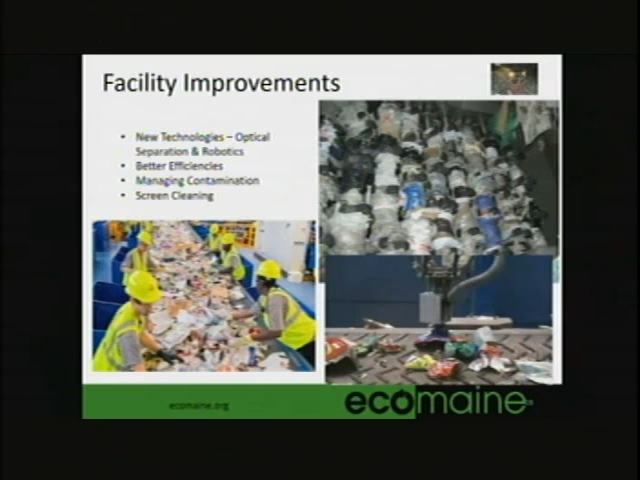 Facility Improvements
• New Technologies – Optical
Separation & Robotics
• Better Efficiencies
• Managing Contamination
• Screen Cleaning
ecomaine.org
ecomaine